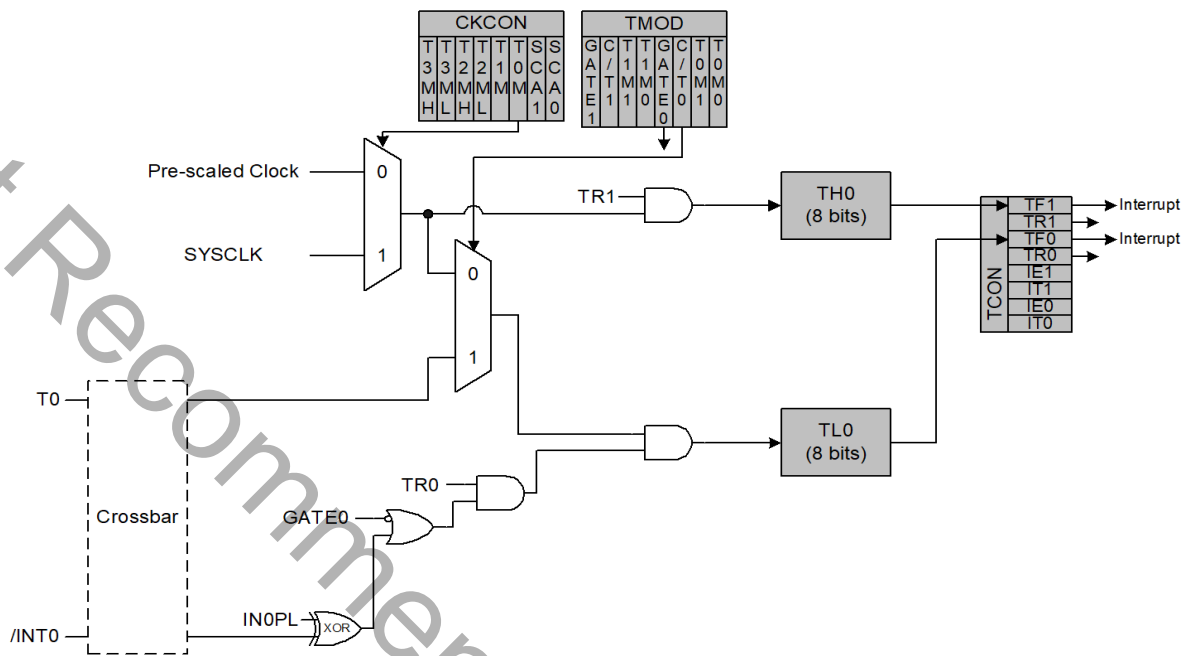 CKCON
TMOD
T3MH
T3ML
T2MH
T2ML
T1M
T0M
SCA1
SCA0
GATE1
C/T1
T1M1
T1M0
GATE0
C/T0
T0M1
T0M0
Pre-scaled Clock
0
SYSCLK
1
TR1
TH0
(8 bits)
TCON
TF1
TR1
TF0
TR0
IE1
IT1
IE0
IT0
Interrupt
Interrupt
0
1
T0
Crossbar
/INT0
TR0
GATE0
IN0PL
XOR
TL0
(8 bits)
Recommen